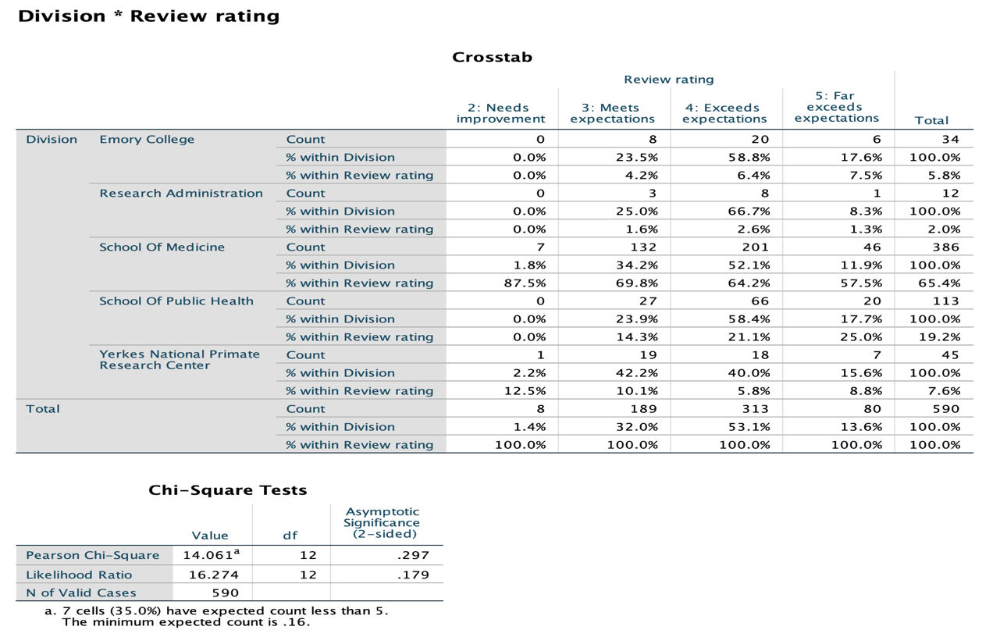 Division * Review rating
Crosstab
Review rating
2: Needs improvement 3: Meets expectations 4: Exceeds expectations 5: Far exceeds expectations Total
Division Emory College Count 0 8 20 6 34
% within Division 0.0% 23.5% 58.8% 17.6% 100.0%
% within Review rating 0.0% 4.2% 6.4% 7.5% 5.8%
Research Administration Count 0 3 8 1 12
% within Division 0.0% 25.0% 66.7% 8.3% 100.0%
% within Review rating 0.0% 1.6% 2.6% 1.3% 2.0%
School Of Medicine Count 7 132 201 46 386
% within Division 1.8% 34.2% 52.1% 11.9% 100.0%
% within Review rating 87.5% 69.8% 64.2% 57.5% 65.4%
School Of Public Health Count 0 27 66 20 113
% within Division 0.0% 23.9% 58.4% 17.7% 100.0%
% within Review rating 0.0% 14.3% 21.1% 25.0% 19.2%
Yerkes National Primate Research Center Count 1 19 18 7 45
% within Division 2.2% 42.2% 40.0% 15.6% 100.0%
% within Review rating 12.5% 10.1% 5.8% 8.8% 7.6%
Total Count 8 189 313 80 590
% within Division 1.4% 32.0% 53.1% 13.6% 100.0%
% within Review rating 100.0% 100.0% 100.0% 100.0% 100.0%
Chi-Square Tests
Value df Asymptotic Significance (2-sided)
Pearson Chi-Square 14.061a 12 .297
Likelihood Ratio 16.274 12 .179
N of Valid Cases 590
a. 7 cells (35.0%) have expected count less than 5.
The minimum expected count is .16.